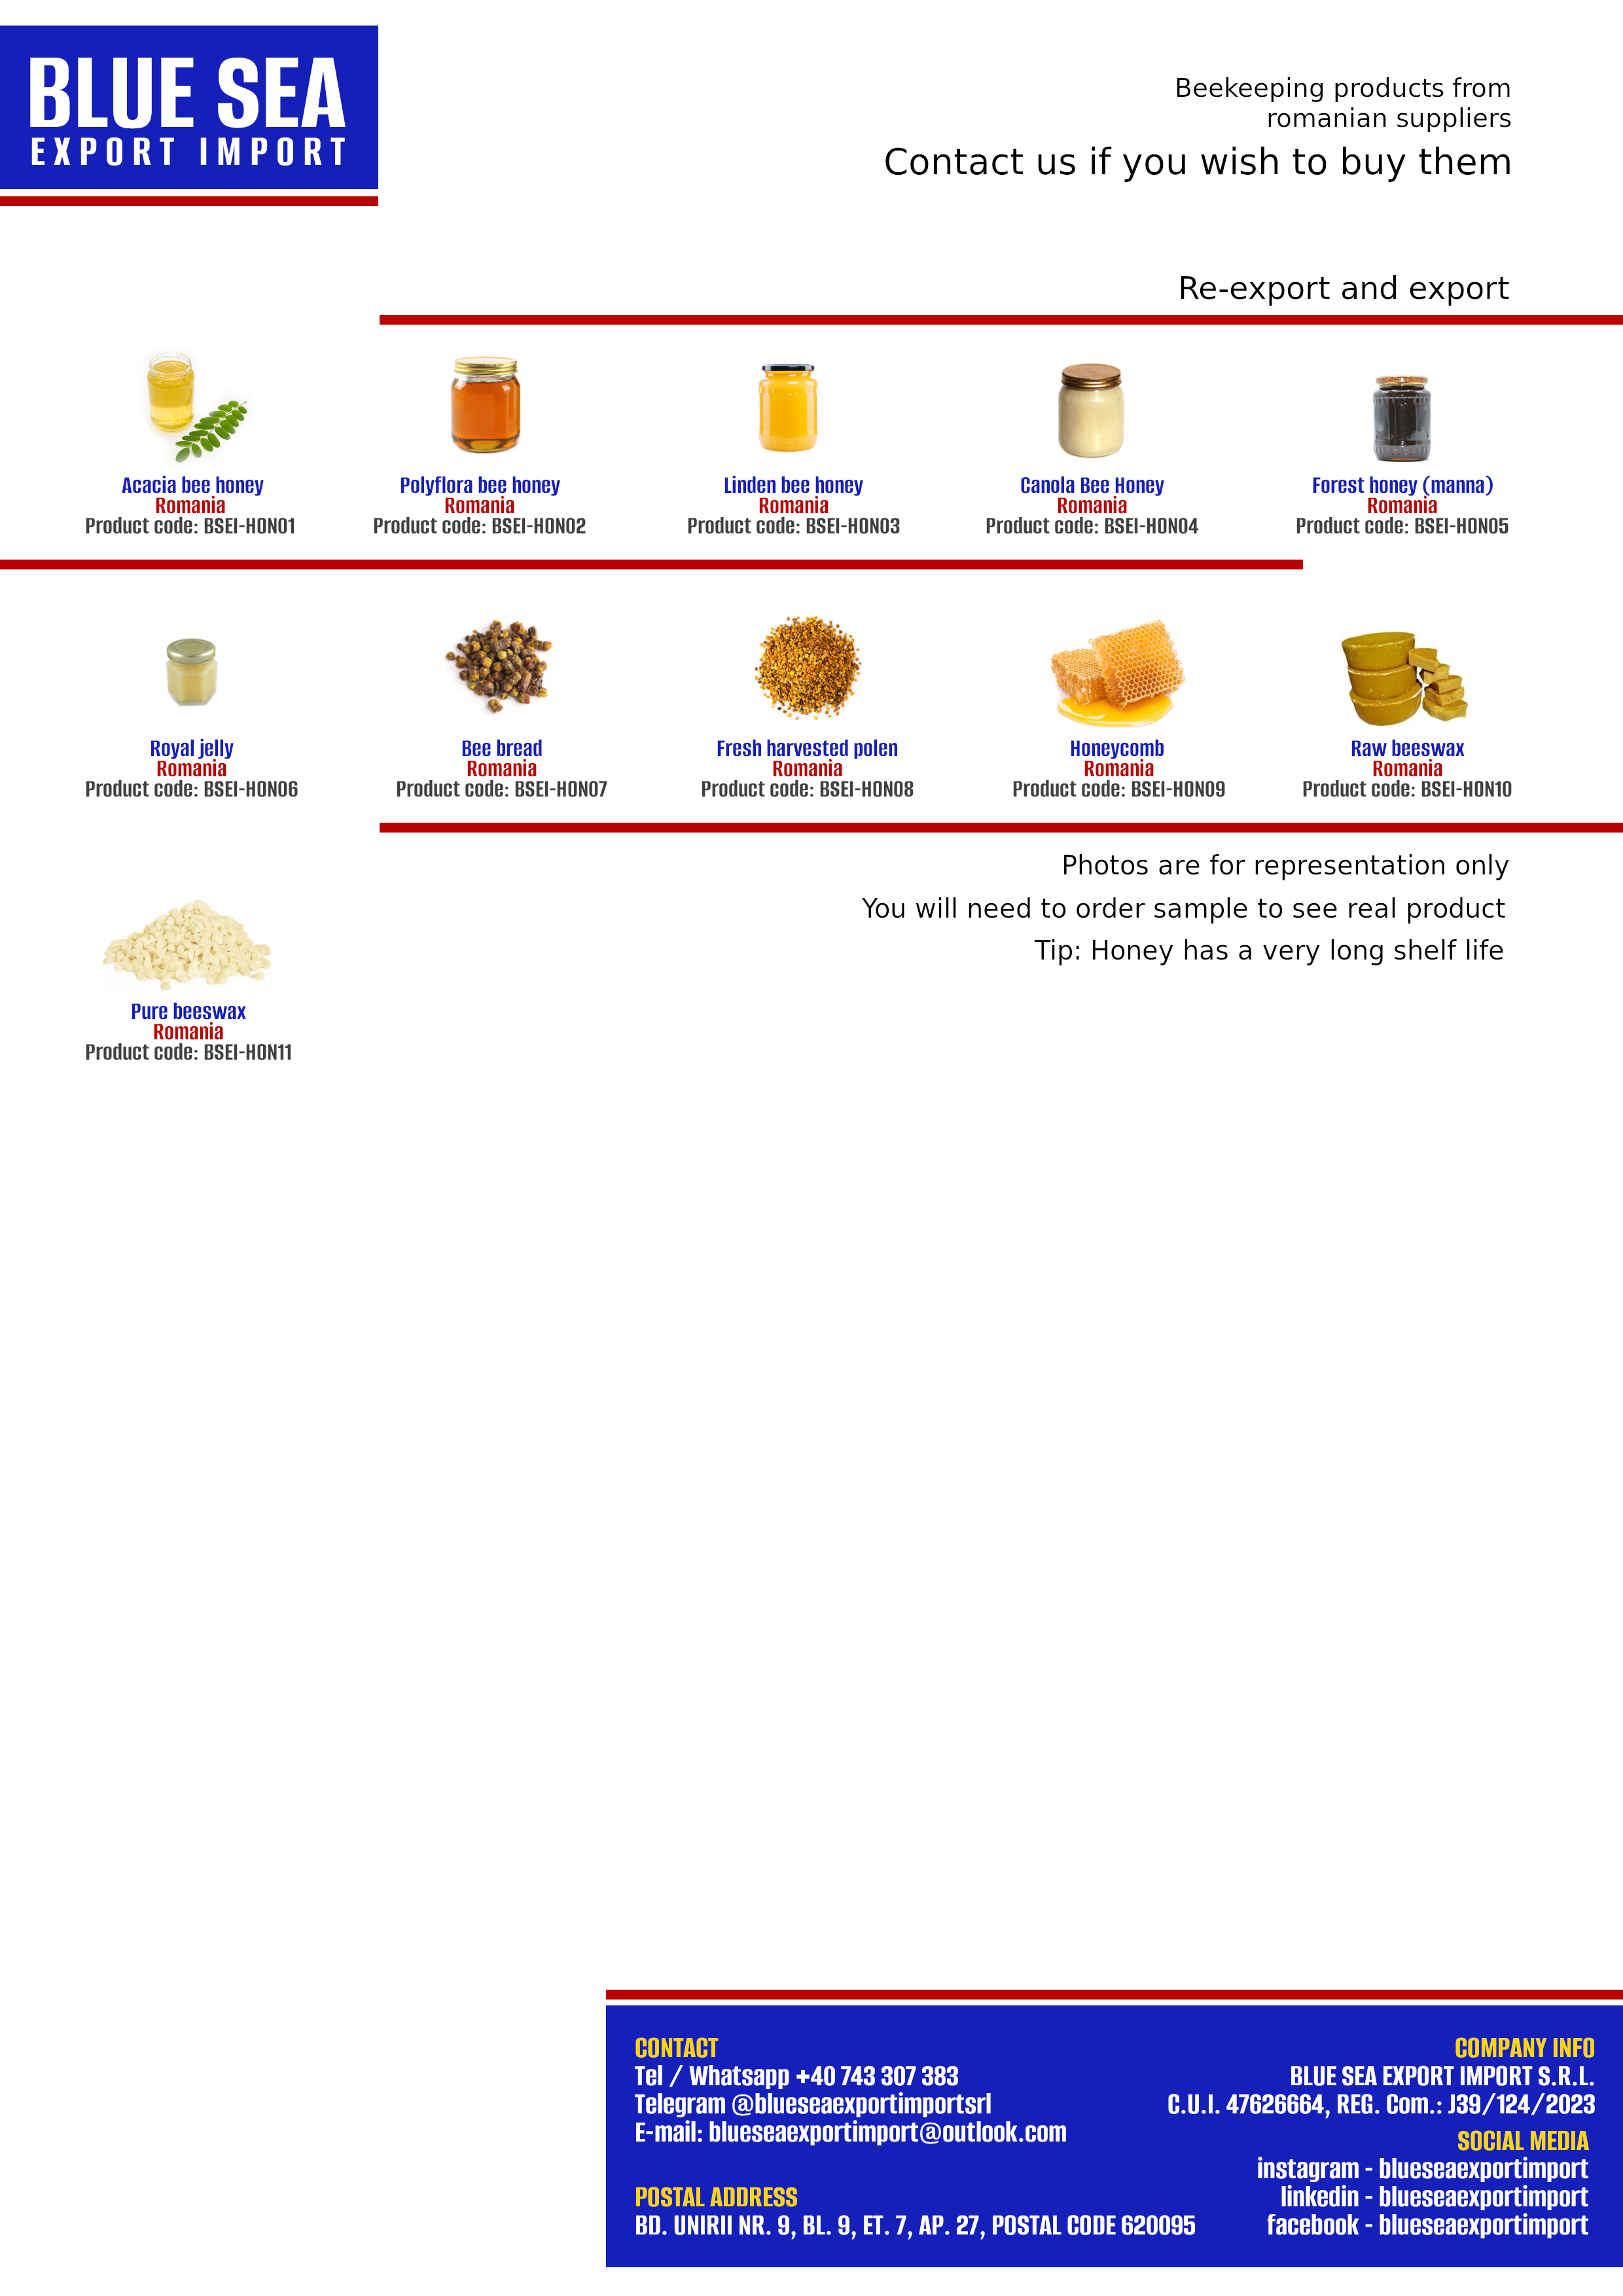 BLUE SEA
EXPORT IMPORT
Beekeeping products from
romanian suppliers
Contact us if you wish to buy them
Re-export and export
Acacia bee honey
Romania
Product code: BSEI-HON01
Polyflora bee honey
Romania
Product code: BSEI-HON02
Linden bee honey
Romania
Product code: BSEI-HON03
Canola Bee Honey
Romania
Product code: BSEI-HON04
Forest honey (manna)
Romania
Product code: BSEI-HON05
Royal jelly
Romania
Product code: BSEI-HON06
Bee bread
Romania
Product code: BSEI-HON07
Fresh harvested polen
Romania
Product code: BSEI-HON08
Honeycomb
Romania
Product code: BSEI-HON09
Raw beeswax
Romania
Product code: BSEI-HON10
Photos are for representation only
You will need to order sample to see real product
Tip: Honey has a very long shelf life
Pure beeswax
Romania
Product code: BSEI-HON11
CONTACT
Tel / Whatsapp +40 743 307 383
Telegram @blueseaexportimportsrl
E-mail: blueseaexportimport@outlook.com
POSTAL ADDRESS
BD. UNIRII NR. 9, BL. 9, ET. 7, AP. 27, POSTAL CODE 620095
COMPANY INFO
BLUE SEA EXPORT IMPORT S.R.L.
C.U.I. 47626664, REG. Com.: J39/124/2023
SOCIAL MEDIA
instagram - blueseaexportimport
linkedin - blueseaexportimport
facebook - blueseaexportimport